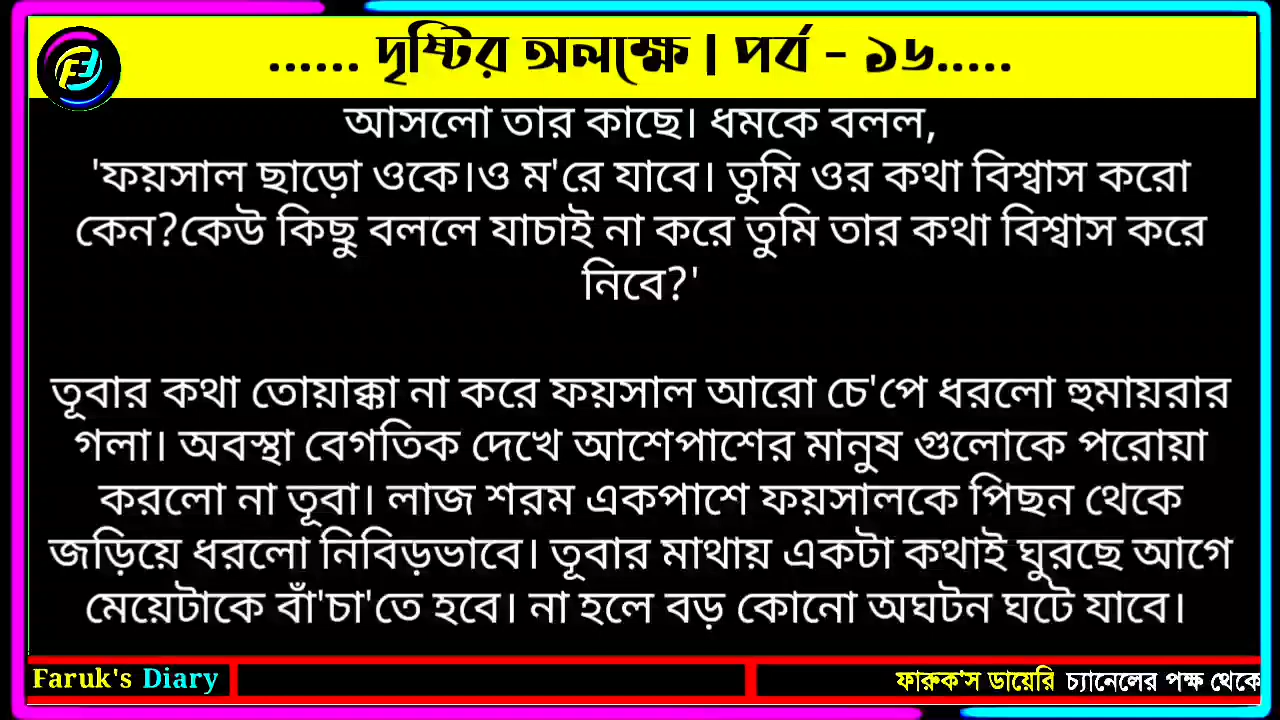 ...... দৃষ্টির অলক্ষে | পর্ব - ১৬.....
আসলো তার কাছে। ধমকে বলল,
'ফয়সাল ছাড়ো ওকে।ও ম'রে যাবে। তুমি ওর কথা বিশ্বাস করো
কেন?কেউ কিছু বললে যাচাই না করে তুমি তার কথা বিশ্বাস করে
নিবে?'
তূবার কথা তোয়াক্কা না করে ফয়সাল আরো চে'পে ধরলো হুমায়রার
গলা। অবস্থা বেগতিক দেখে আশেপাশের মানুষ গুলোকে পরোয়া
করলো না তূবা। লাজ শরম একপাশে ফয়সালকে পিছন থেকে
জড়িয়ে ধরলো নিবিড়ভাবে। তূবার মাথায় একটা কথাই ঘুরছে আগে
মেয়েটাকে বাঁ'চা'তে হবে। না হলে বড় কোনো অঘটন ঘটে যাবে।
Faruk's Diary
ফারুক'স ডায়েরি চ্যানেলের পক্ষ থেকে